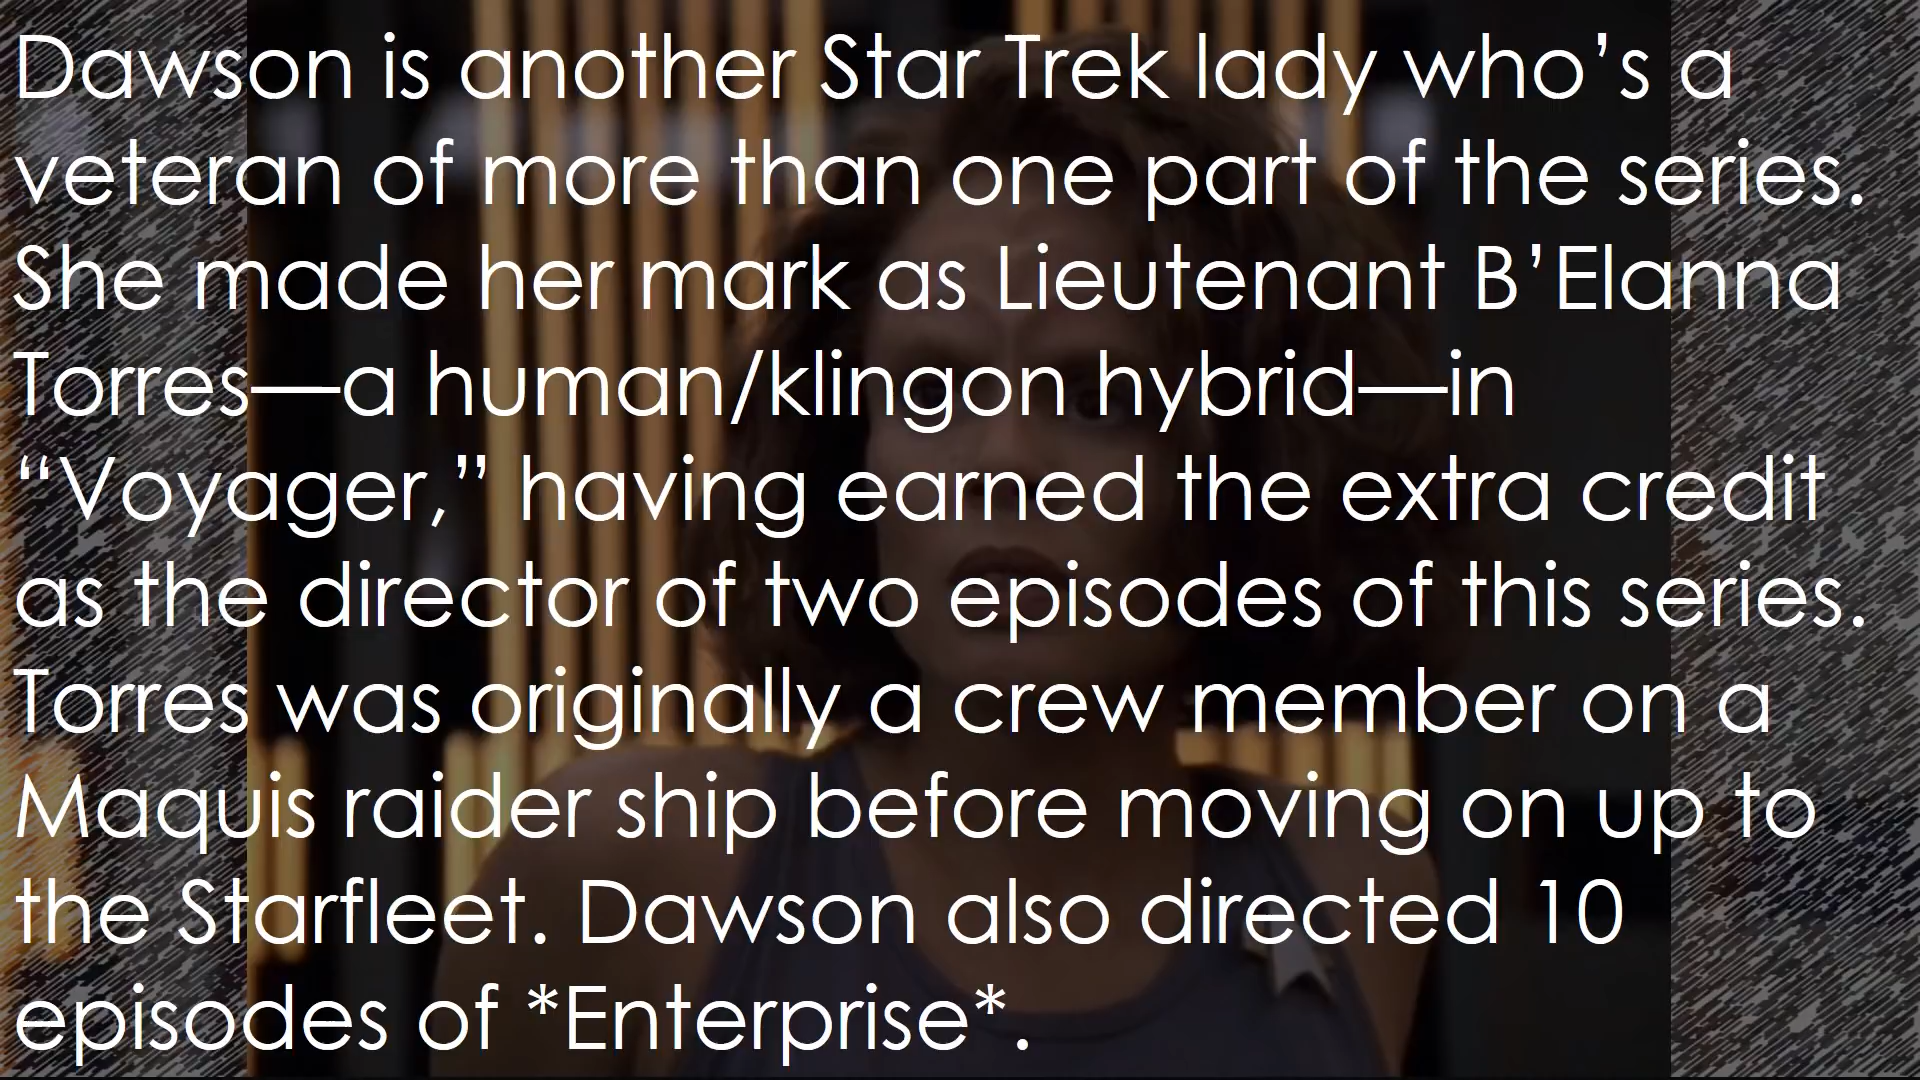 Dawson is another Star Trek lady who’s a
veteran of more than one part of the series.
She made her mark as Lieutenant B’Elanna
Torres—a human/klingon hybrid—in
“Voyager,” having earned the extra credit
as the director of two episodes of this series.
Torres was originally a crew member on a
Maquis raider ship before moving on up to
the Starfleet. Dawson also directed 10
episodes of *Enterprise*.